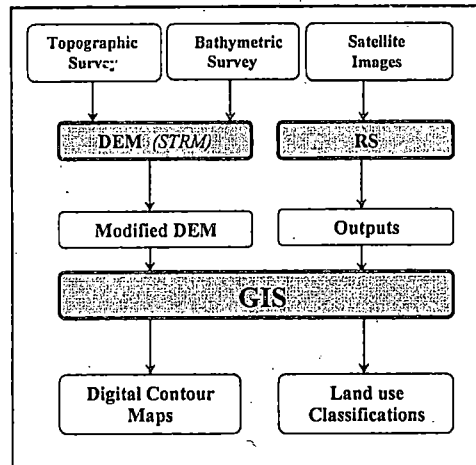 Topographic
Survey
Bathymetric
Survey
Satellite
Images
DEM (STRM)
RS
Modified DEM
Outputs
GIS
Digital Contour
Maps
Land use
Classifications